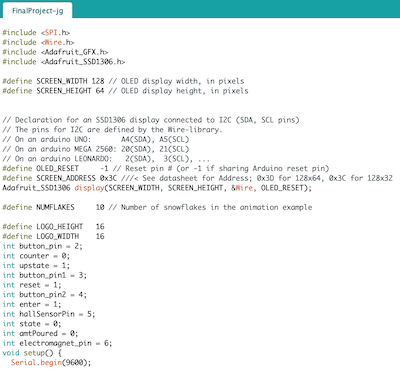 FinalProject-jg
#include <SPI.h>
#include <Wire.h>
#include <Adafruit_GFX.h>
#include <Adafruit_SSD1306.h>
#define SCREEN_WIDTH 128 // OLED display width, in pixels
#define SCREEN_HEIGHT 64 // OLED display height, in pixels
// Declaration for an SSD1306 display connected to I2C (SDA, SCL pins)
// The pins for I2C are defined by the Wire-library.
// On an arduino UNO:       A4(SDA), A5(SCL)
// On an arduino MEGA 2560: 20(SDA), 21(SCL)
// On an arduino LEONARDO:   2(SDA),  3(SCL), ...
#define OLED_RESET     -1 // Reset pin # (or -1 if sharing Arduino reset pin)
#define SCREEN_ADDRESS 0x3C ///< See datasheet for Address; 0x3D for 128x64, 0x3C for 128x32
Adafruit_SSD1306 display(SCREEN_WIDTH, SCREEN_HEIGHT, &Wire, OLED_RESET);
#define NUMFLAKES     10 // Number of snowflakes in the animation example
#define LOGO_HEIGHT   16
#define LOGO_WIDTH    16
int button_pin = 2;
int counter = 0;
int upstate = 1;
int button_pin1 = 3;
int reset = 1;
int button_pin2 = 4;
int enter = 1;
int hallSensorPin = 5;
int state = 0;
int amtPoured = 0;
int electromagnet_pin = 6;
void setup() {
  Serial.begin(9600);